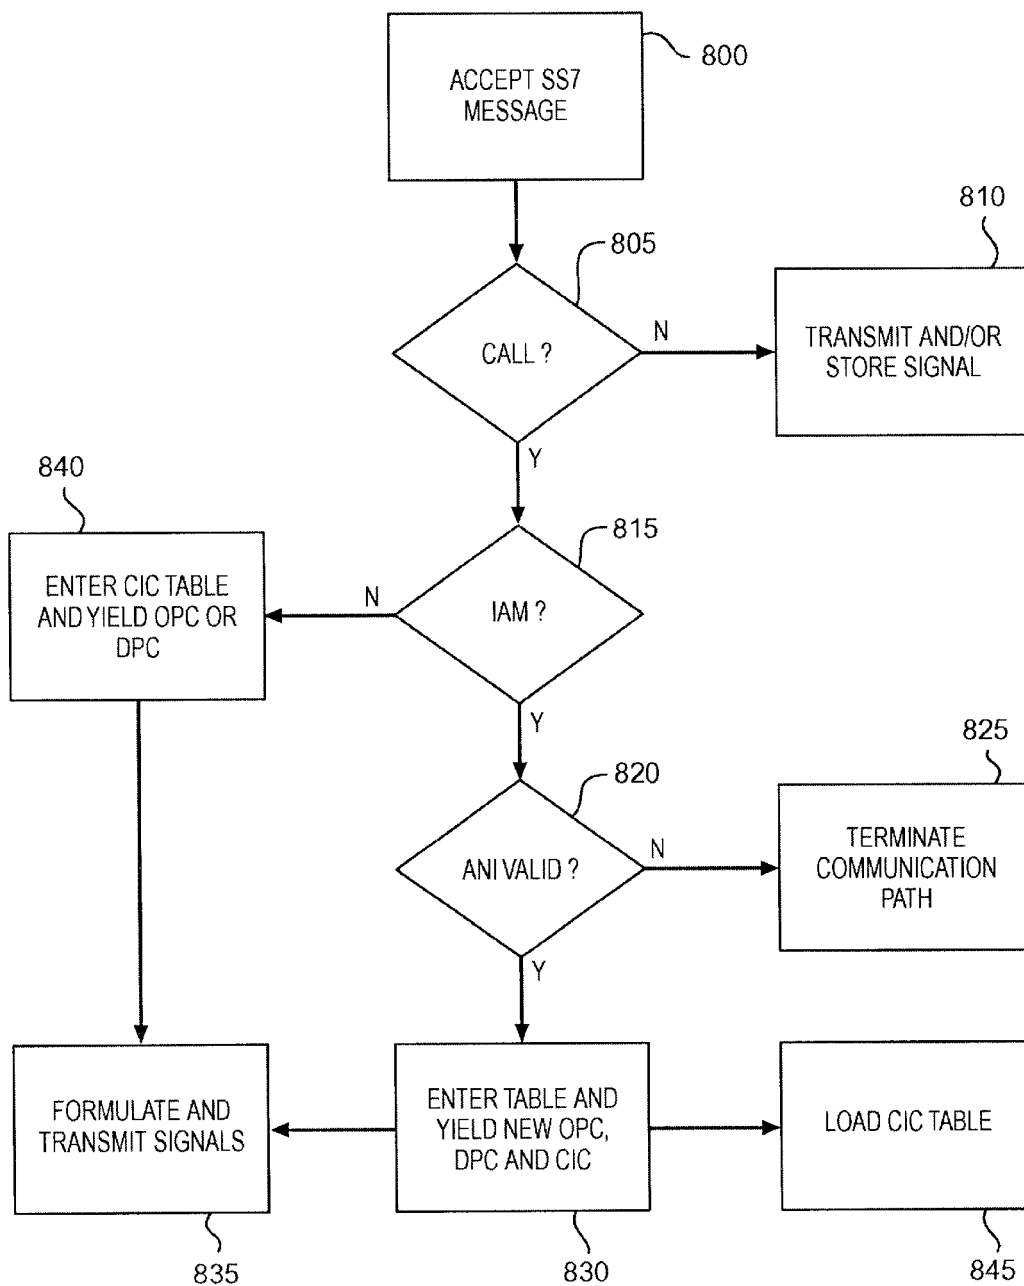 ACCEPT SS7
MESSAGE
800
805
CALL ?
N
810
TRANSMIT AND/OR
STORE SIGNAL
Y
815
IAM ?
N
840
ENTER CIC TABLE
AND YIELD OPC OR
DPC
Y
820
ANI VALID ?
N
825
TERMINATE
COMMUNICATION
PATH
Y
FORMULATE AND
TRANSMIT SIGNALS
835
ENTER TABLE AND
YIELD NEW OPC,
DPC AND CIC
830
LOAD CIC TABLE
845